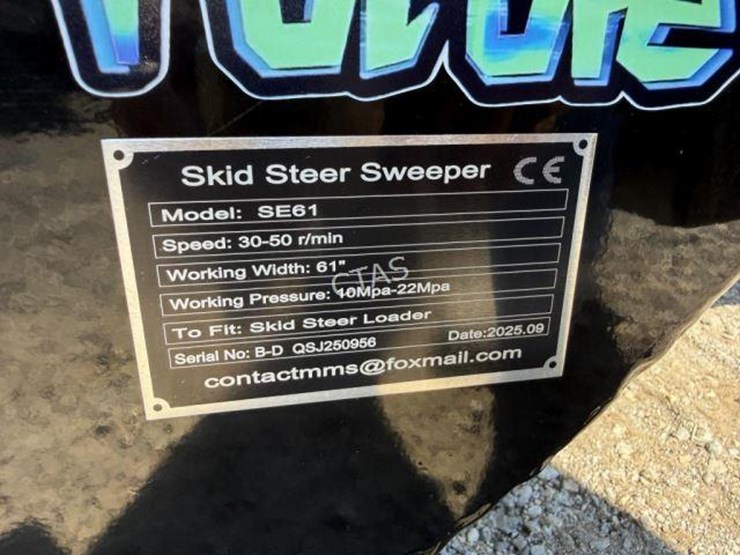 Skid Steer Sweeper CE
Model: SE61
Speed: 30-50 r/min
Working Width: 61"
CTAS
Working Pressure: 10Mpa-22Mpa
To Fit: Skid Steer Loader
Serial No: B-D QSJ250956 Date:2025.09
contactmms@foxmail.com